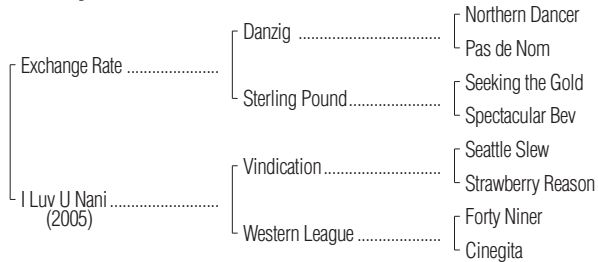 Northern Dancer
Danzig ..................................
Pas de Nom
Exchange Rate ......................
Seeking the Gold
Sterling Pound......................
Spectacular Bev
Seattle Slew
Vindication............................
Strawberry Reason
I Luv U Nani..........................
(2005)
Forty Niner
Western League ....................
Cinegita